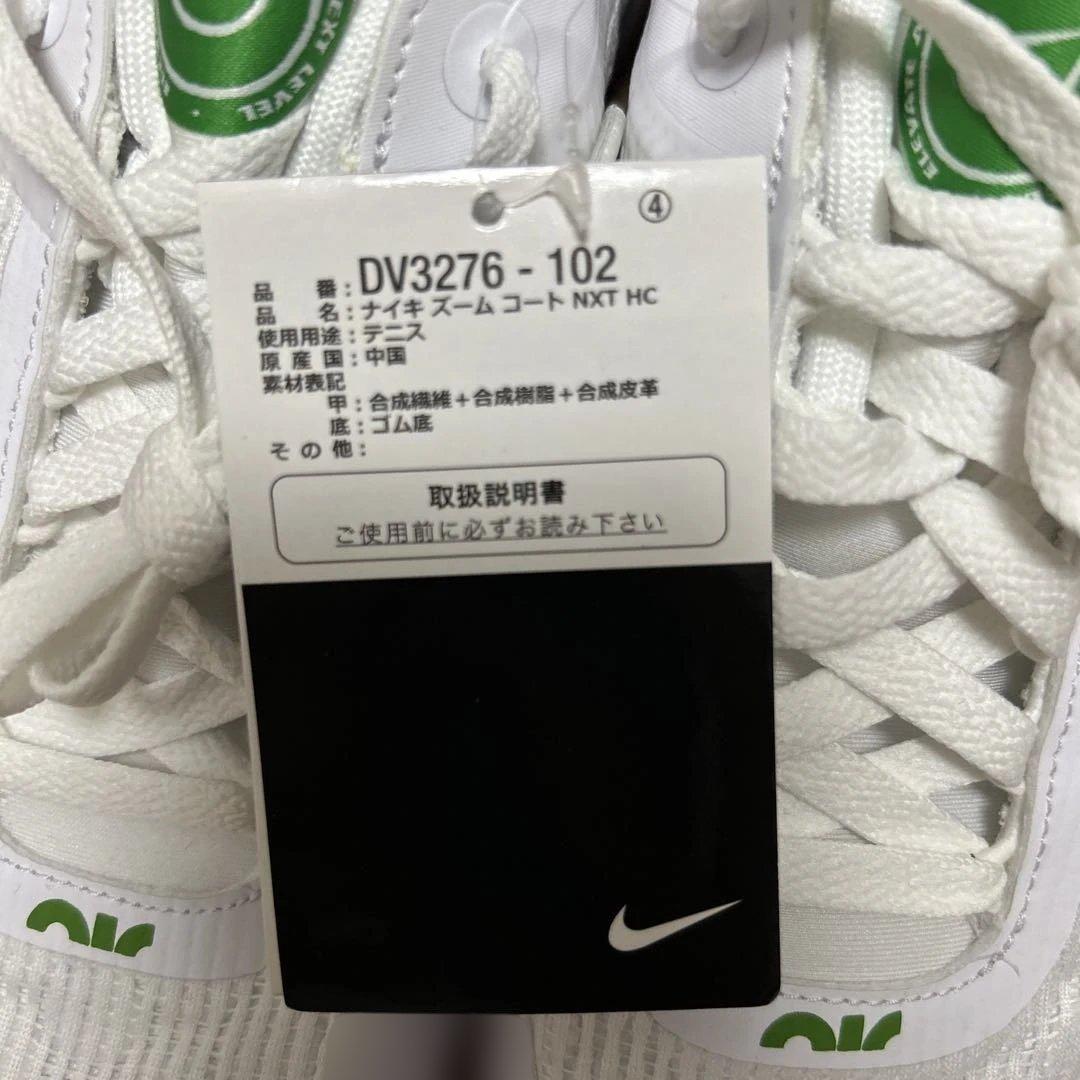 EXT LEVEL
ELEVATE
④
品 番：DV3276 - 102
品 名：ナイキ ズーム コート NXT HC
使用用途：テニス
原産国：中国
素材表記
甲：合成繊維＋合成樹脂＋合成皮革
底：ゴム底
その他：
取扱説明書
ご使用前に必ずお読み下さい